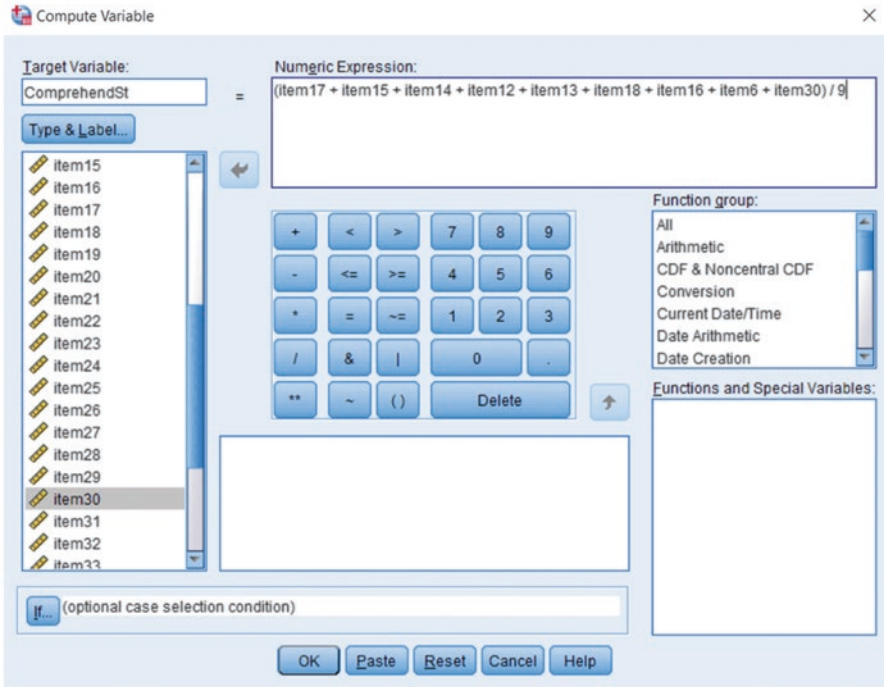 Compute Variable
Target Variable:
ComprehendSt
=
Numeric Expression:
(item17 + item15 + item14 + item12 + item13 + item18 + item16 + item6 + item30) / 9
Type & Label...
item15
item16
item17
item18
item19
item20
item21
item22
item23
item24
item25
item26
item27
item28
item29
item30
item31
item32
item33
+ < > 7 8 9
- <= >= 4 5 6
* = ~= 1 2 3
/ & | 0 .
** ~ ( ) Delete
Function group:
All
Arithmetic
CDF & Noncentral CDF
Conversion
Current Date/Time
Date Arithmetic
Date Creation
Functions and Special Variables:
If... (optional case selection condition)
OK Paste Reset Cancel Help